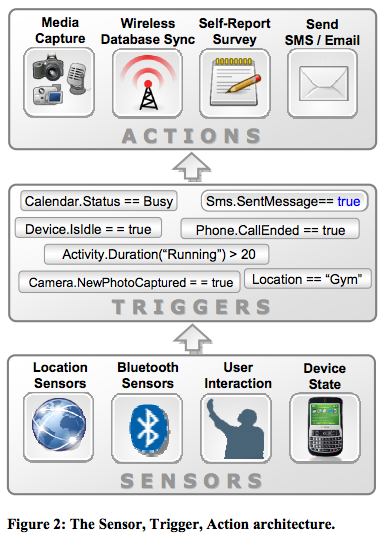 Media Capture
Wireless Database Sync
Self-Report Survey
Send SMS / Email
ACTIONS
Calendar.Status == Busy
Sms.SentMessage== true
Device.IsIdle = = true
Phone.CallEnded == true
Activity.Duration("Running") > 20
Camera.NewPhotoCaptured = = true
Location == "Gym"
TRIGGERS
Location Sensors
Bluetooth Sensors
User Interaction
Device State
SENSORS
Figure 2: The Sensor, Trigger, Action architecture.